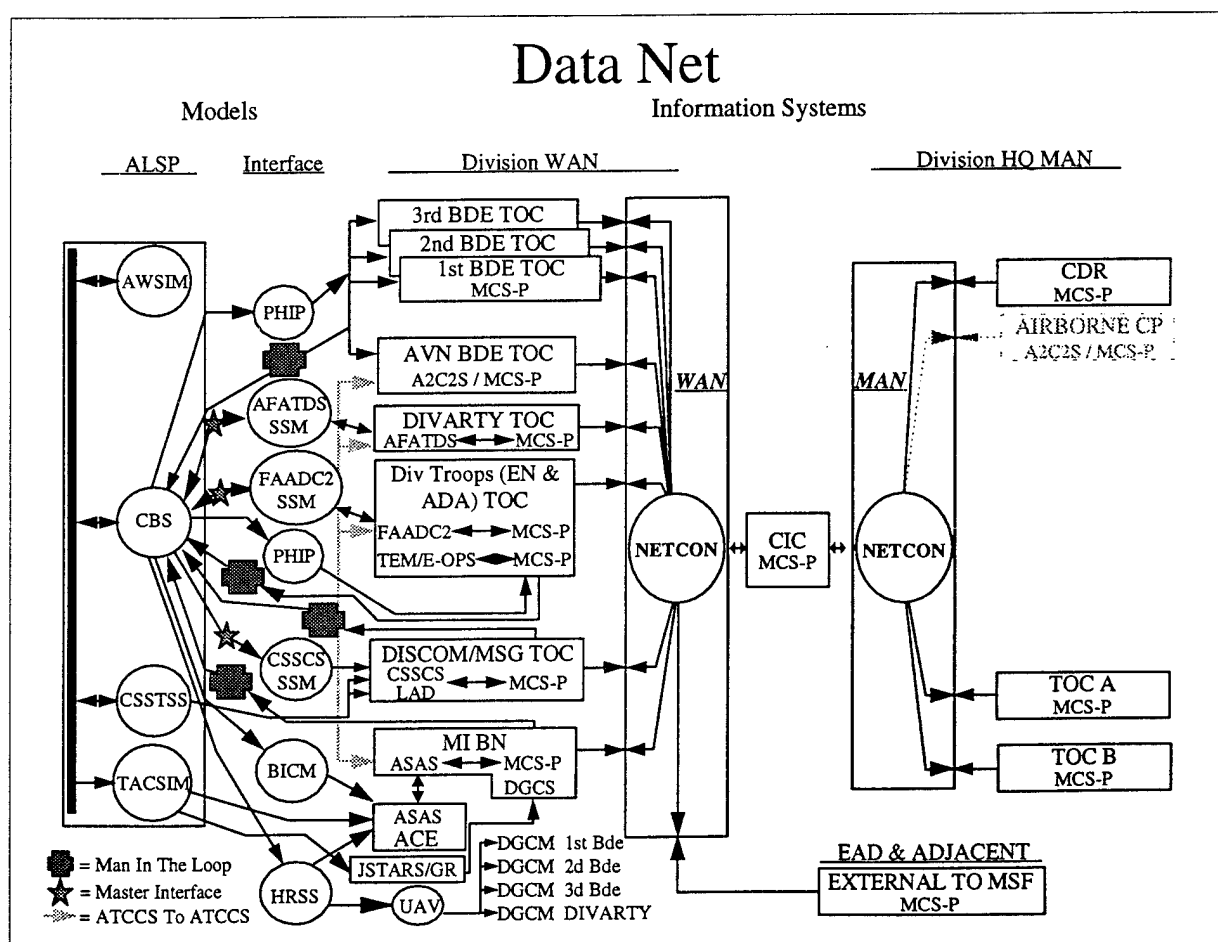 Data Net
Models
Information Systems
ALSP
Interface
Division WAN
Division HQ MAN
3rd BDE TOC
2nd BDE TOC
1st BDE TOC
MCS-P
AWSIM
PHIP
CDR
MCS-P
AIRBORNE CP
A2C2S / MCS-P
AVN BDE TOC
A2C2S / MCS-P
WAN
MAN
AFATDS
SSM
DIVARTY TOC
AFATDS MCS-P
FAADC2
SSM
Div Troops (EN &
ADA) TOC
FAADC2 MCS-P
TEM/E-OPS MCS-P
CBS
PHIP
NETCON
CIC
MCS-P
NETCON
CSSCS
SSM
DISCOM/MSG TOC
CSSCS
LAD
MCS-P
CSSTSS
TOC A
MCS-P
MI BN
ASAS MCS-P
DGCS
TOC B
MCS-P
BICM
TACSIM
ASAS
ACE
JSTARS/GR
HRSS
UAV
DGCM 1st Bde
DGCM 2d Bde
DGCM 3d Bde
DGCM DIVARTY
EAD & ADJACENT
EXTERNAL TO MSF
MCS-P
= Man In The Loop
= Master Interface
= ATCCS To ATCCS